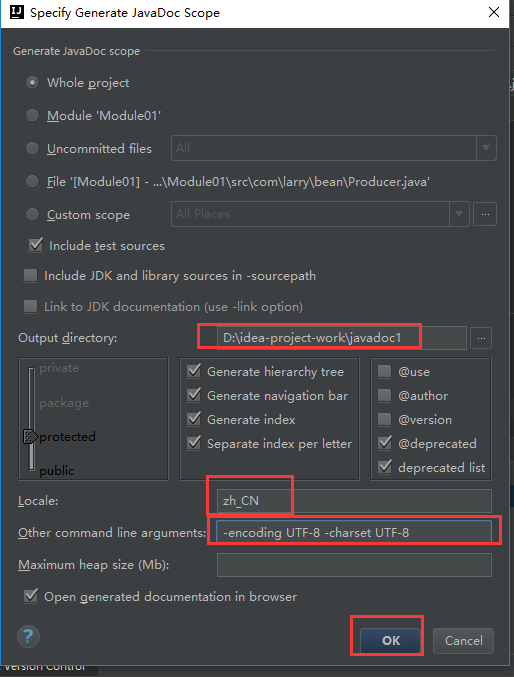 Specify Generate JavaDoc Scope
Generate JavaDoc scope
Whole project
Module 'Module01'
Uncommitted files
All
File '[Module01] - ...\Module01\src\com\larry\bean\Producer.java'
Custom scope
All Places
...
Include test sources
Include JDK and library sources in -sourcepath
Link to JDK documentation (use -link option)
Output directory:
D:\idea-project-work\javadoc1
...
private
package
protected
public
Generate hierarchy tree
Generate navigation bar
Generate index
Separate index per letter
@use
@author
@version
@deprecated
deprecated list
Locale:
zh_CN
Other command line arguments:
-encoding UTF-8 -charset UTF-8
Maximum heap size (Mb):
Open generated documentation in browser
?
OK
Cancel
Version Control